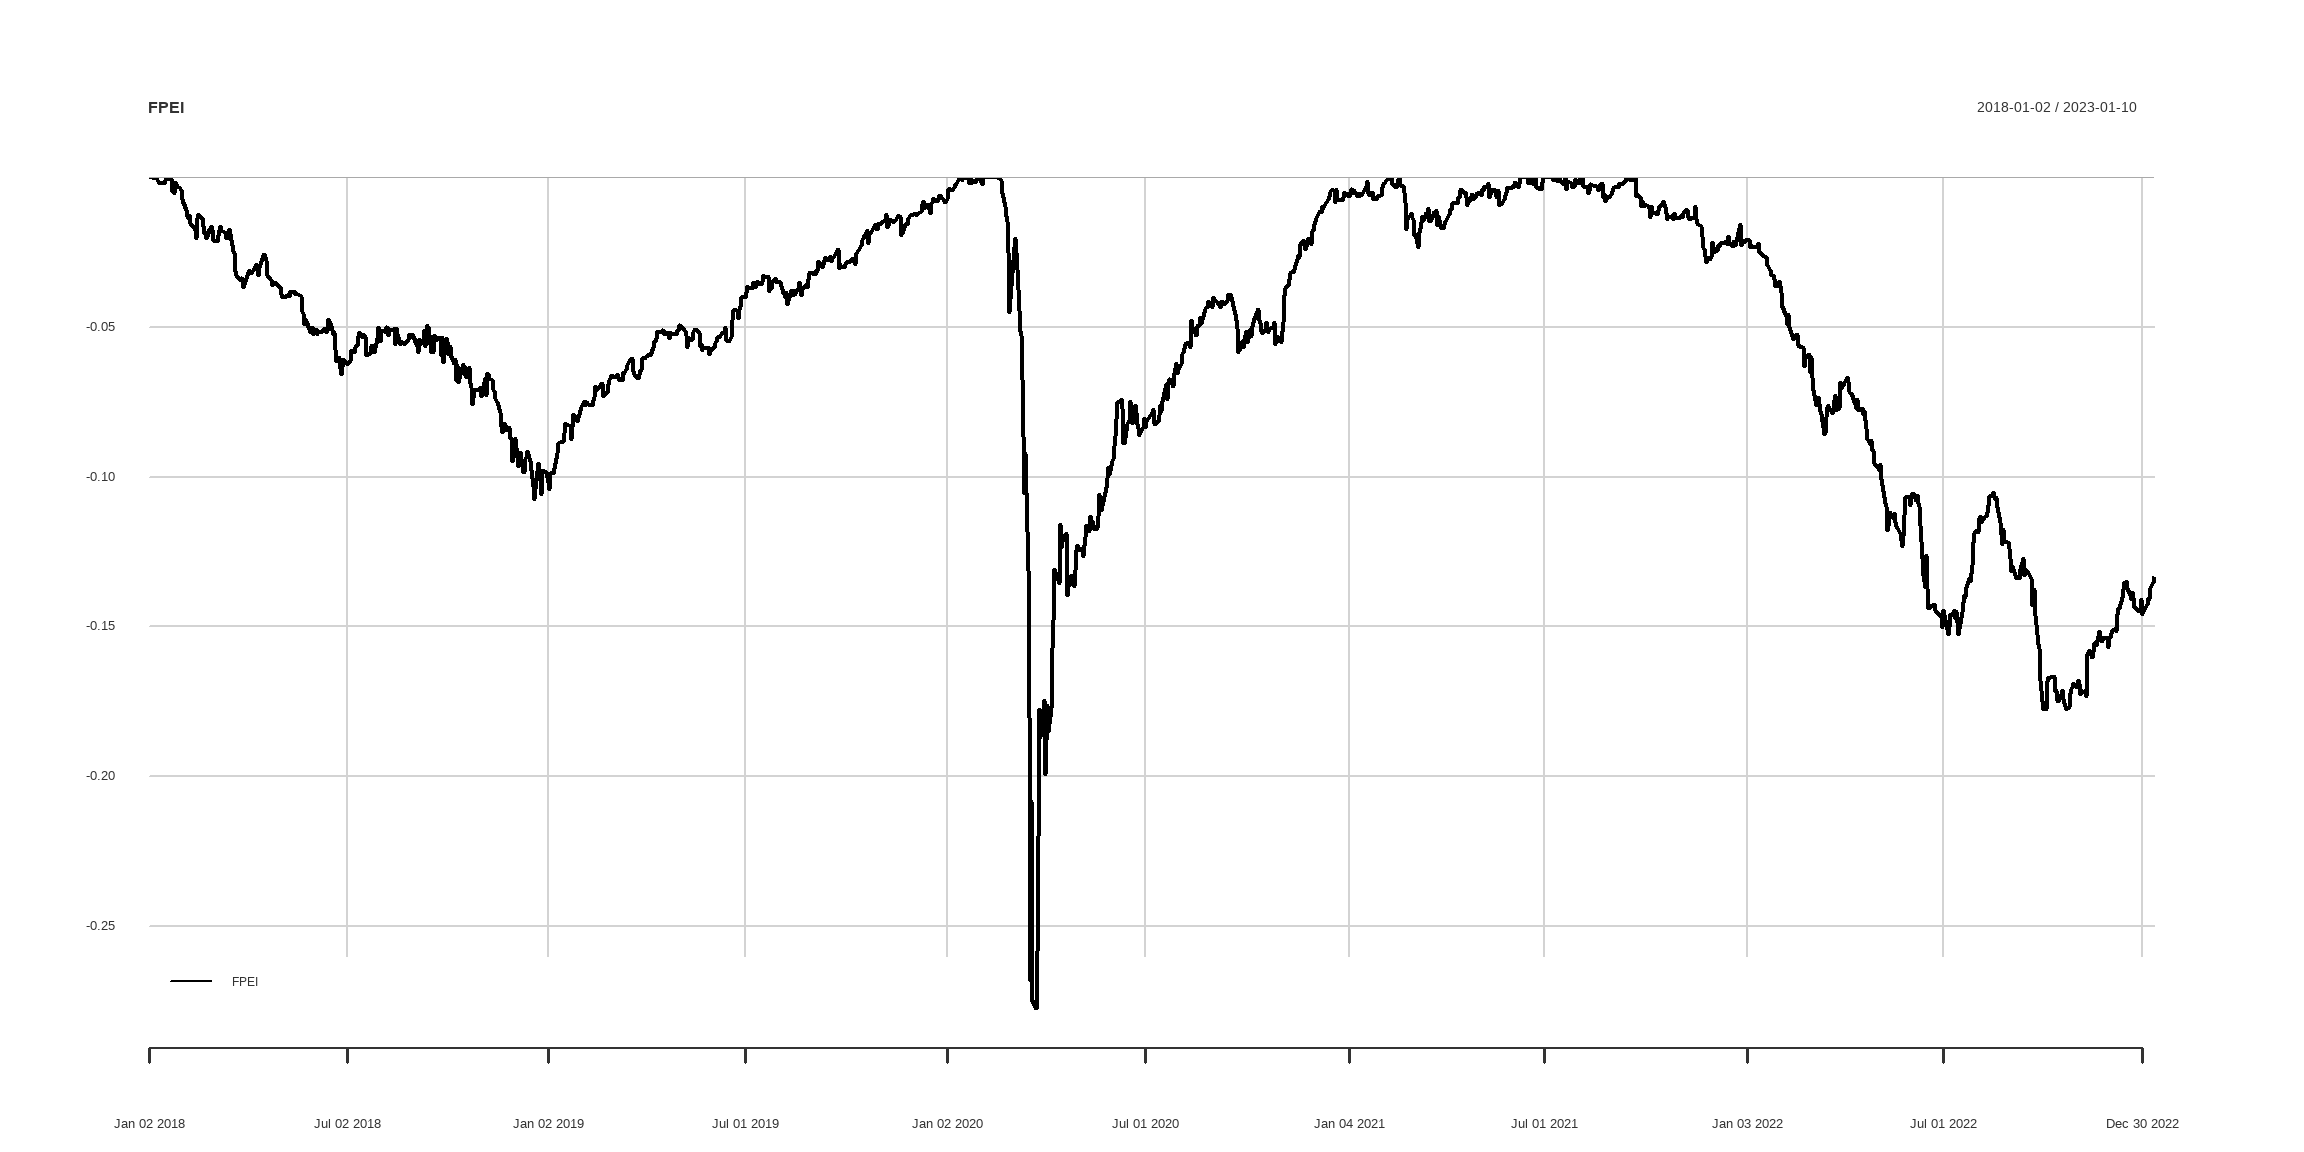 FPEI
2018-01-02 / 2023-01-10
-0.05
-0.10
-0.15
-0.20
-0.25
FPEI
Jan 02 2018
Jul 02 2018
Jan 02 2019
Jul 01 2019
Jan 02 2020
Jul 01 2020
Jan 04 2021
Jul 01 2021
Jan 03 2022
Jul 01 2022
Dec 30 2022